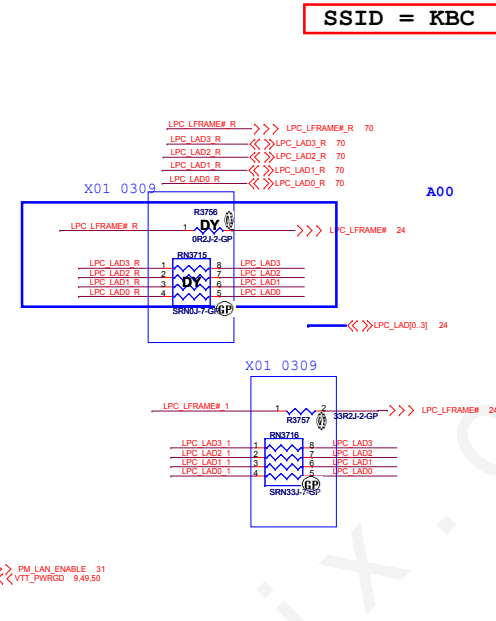 SSID = KBC
LPC_LFRAME#_R LPC_LFRAME#_R 70
LPC_LAD3_R LPC_LAD3_R 70
LPC_LAD2_R LPC_LAD2_R 70
LPC_LAD1_R LPC_LAD1_R 70
LPC_LAD0_R LPC_LAD0_R 70
X01 0309 A00
R3756
LPC_LFRAME#_R 1 DY LPC_LFRAME# 24
0R2J-2-GP
RN3715
LPC_LAD3_R 1 8 LPC_LAD3
LPC_LAD2_R 2 7 LPC_LAD2
LPC_LAD1_R 3 DY 6 LPC_LAD1
LPC_LAD0_R 4 5 LPC_LAD0
SRN0J-7-GP GP
LPC_LAD[0..3] 24
X01 0309
LPC_LFRAME#_1 1 2 33R2J-2-GP LPC_LFRAME# 24
R3757
RN3716
LPC_LAD3_1 1 8 LPC_LAD3
LPC_LAD2_1 2 7 LPC_LAD2
LPC_LAD1_1 3 6 LPC_LAD1
LPC_LAD0_1 4 5 LPC_LAD0
SRN33J-7-GP GP
PM_LAN_ENABLE 31
VTT_PWRGD 9,49,50